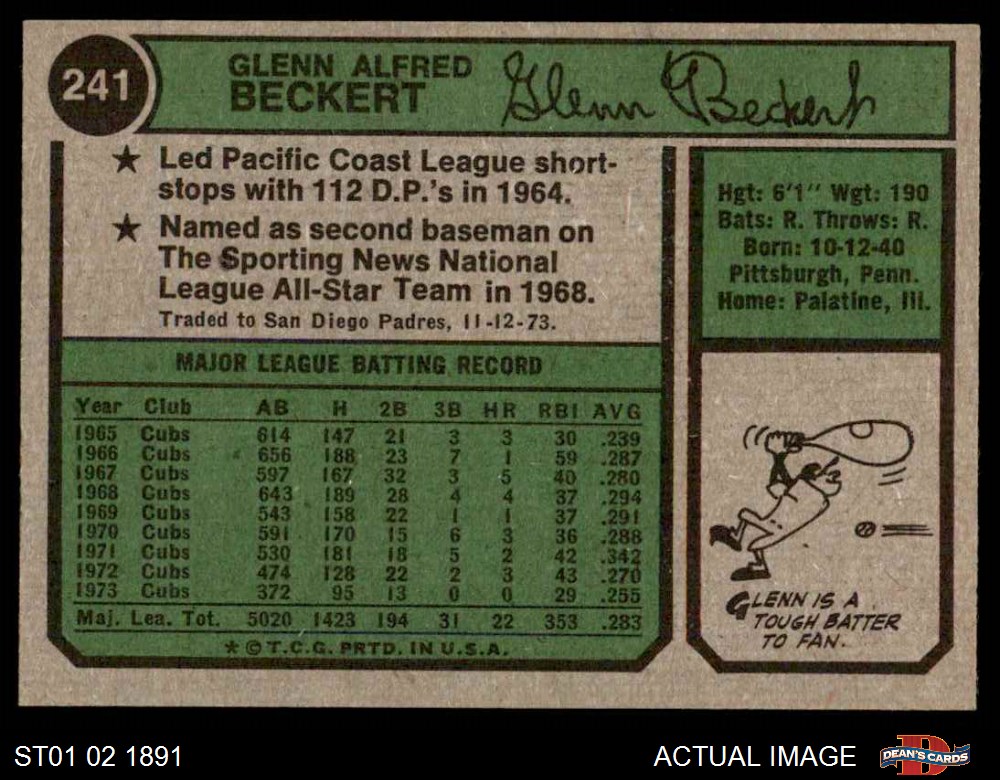 241
GLENN ALFRED
BECKERT
Glenn Beckert
★ Led Pacific Coast League short-
stops with 112 D.P.'s in 1964.
★ Named as second baseman on
The Sporting News National
League All-Star Team in 1968.
Traded to San Diego Padres, 11-12-73.
Hgt: 6'1" Wgt: 190
Bats: R. Throws: R.
Born: 10-12-40
Pittsburgh, Penn.
Home: Palatine, Ill.
MAJOR LEAGUE BATTING RECORD
Year Club AB H 2B 3B HR RBI AVG
1965 Cubs 614 147 21 3 3 30 .239
1966 Cubs 656 188 23 7 1 59 .287
1967 Cubs 597 167 32 3 5 40 .280
1968 Cubs 643 189 28 4 4 37 .294
1969 Cubs 543 158 22 1 1 37 .291
1970 Cubs 591 170 15 6 3 36 .288
1971 Cubs 530 181 18 5 2 42 .342
1972 Cubs 474 128 22 2 3 43 .270
1973 Cubs 372 95 13 0 0 29 .255
Maj. Lea. Tot. 5020 1423 194 31 22 353 .283
★ © T.C.G. PRTD. IN U.S.A.
GLENN IS A
TOUGH BATTER
TO FAN.
ST01 02 1891
ACTUAL IMAGE
DEAN'S CARDS